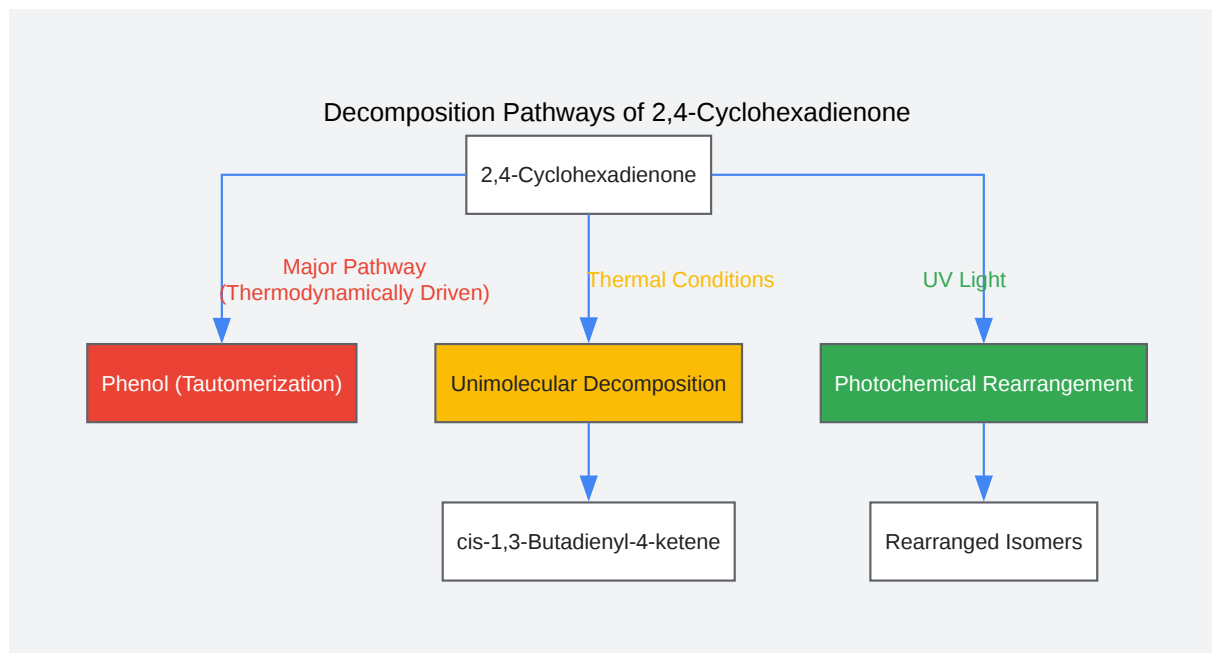 Decomposition Pathways of 2,4-Cyclohexadienone
2,4-Cyclohexadienone
Major Pathway
(Thermodynamically Driven)
Thermal Conditions
UV Light
Phenol (Tautomerization)
Unimolecular Decomposition
Photochemical Rearrangement
cis-1,3-Butadienyl-4-ketene
Rearranged Isomers